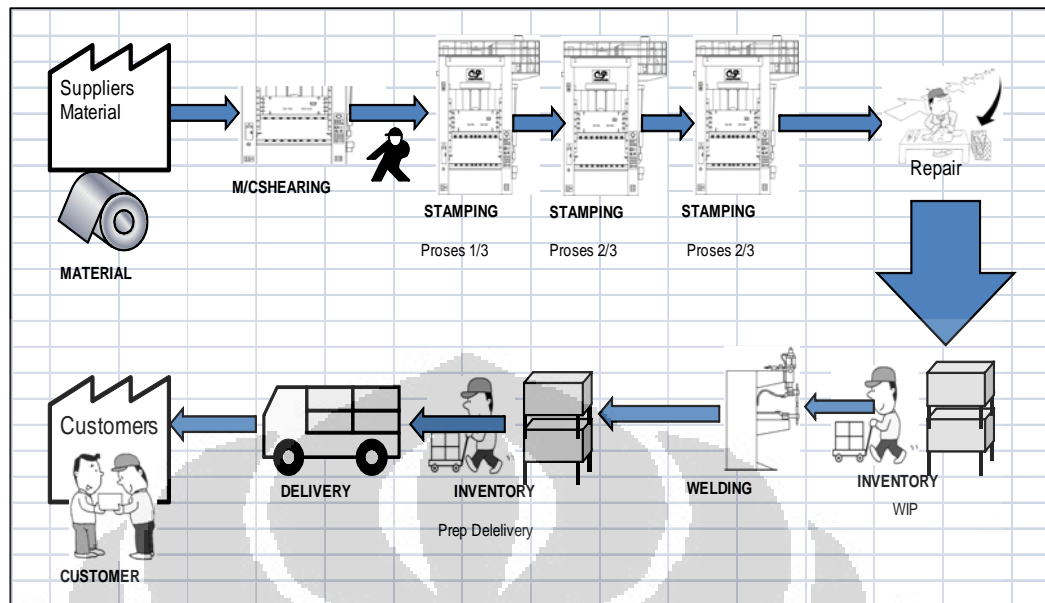 Suppliers
Material
M/CSHEARING
MATERIAL
STAMPING
Proses 1/3
STAMPING
Proses 2/3
STAMPING
Proses 2/3
Repair
Customers
CUSTOMER
DELIVERY
INVENTORY
Prep Delelivery
WELDING
INVENTORY
WIP